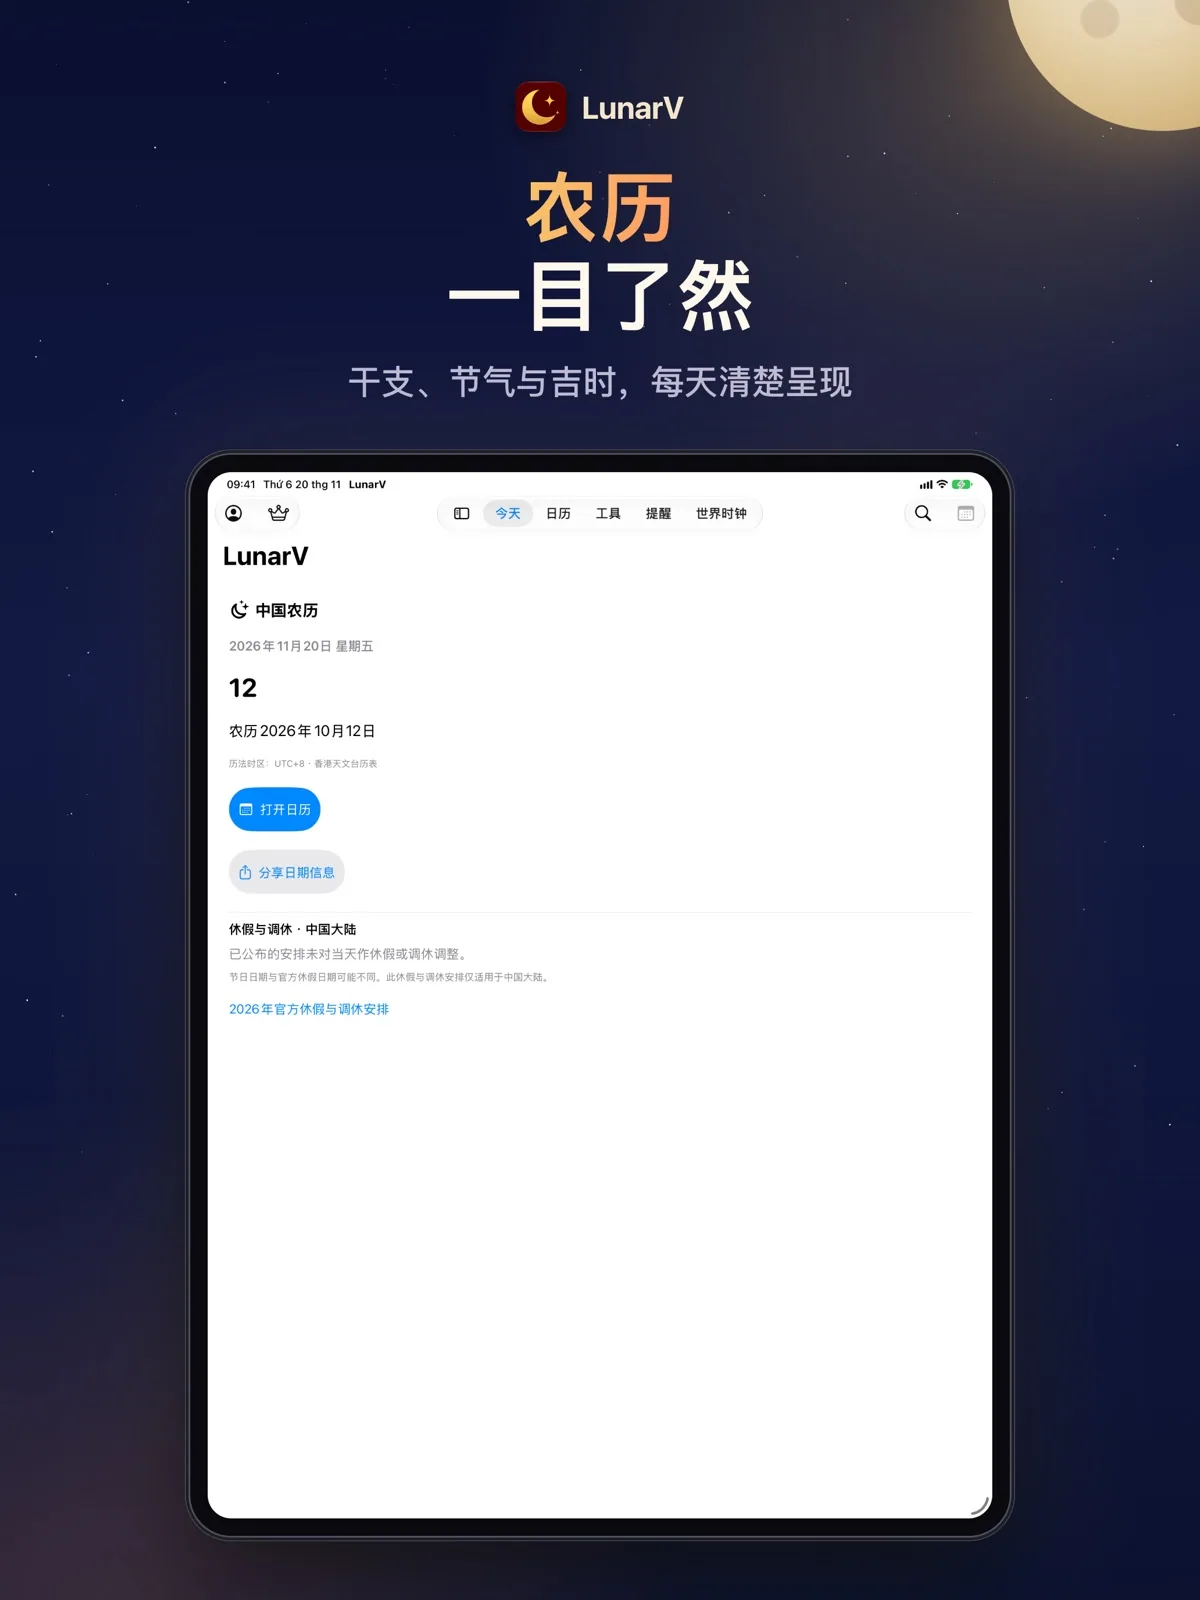 LunarV
农历
一目了然
干支、节气与吉时，每天清楚呈现
09:41 Thứ 6 20 thg 11 LunarV
今天 日历 工具 提醒 世界时钟
LunarV
中国农历
2026年11月20日 星期五
12
农历2026年10月12日
历法时区：UTC+8 · 香港天文台历表
打开日历
分享日期信息
休假与调休 · 中国大陆
已公布的安排未对当天作休假或调休调整。
节日日期与官方休假日期可能不同。此休假与调休安排仅适用于中国大陆。
2026年官方休假与调休安排